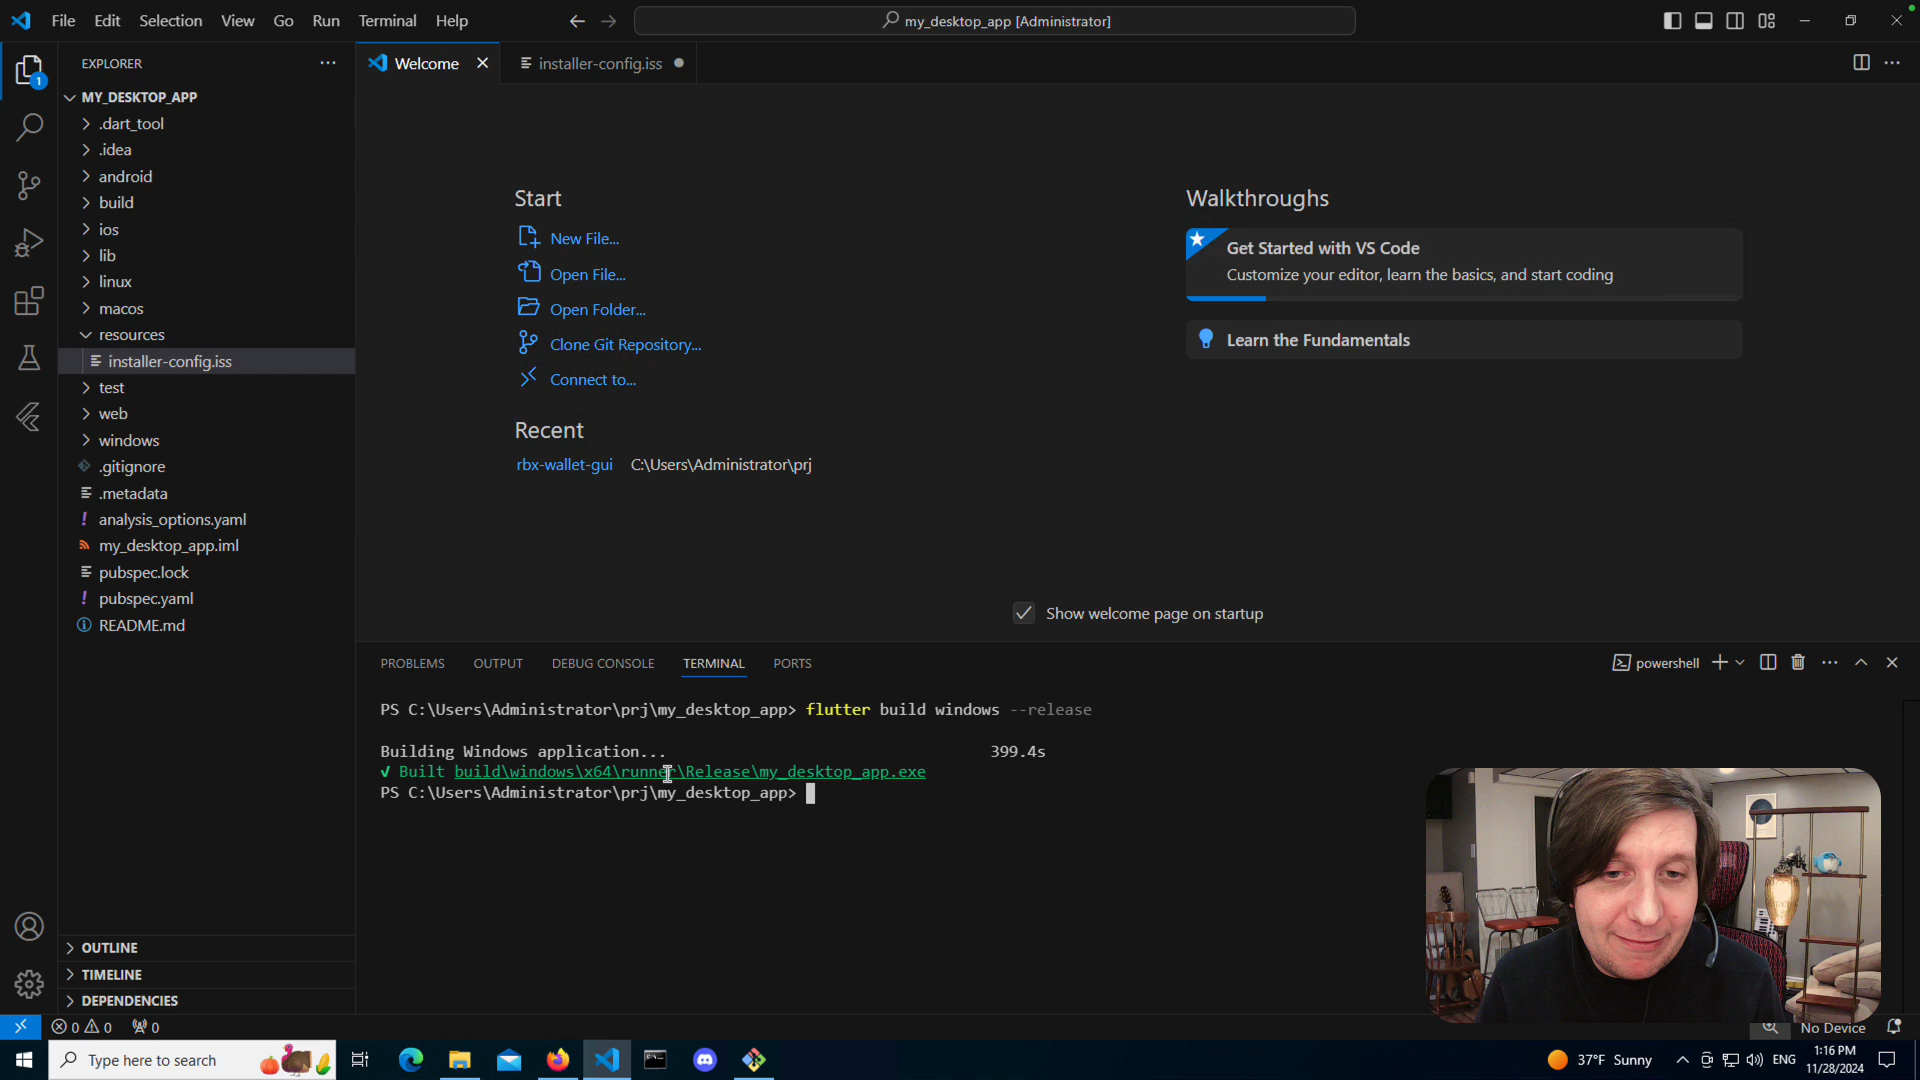 File Edit Selection View Go Run Terminal Help
my_desktop_app [Administrator]
EXPLORER
1
Welcome
installer-config.iss
MY_DESKTOP_APP
.dart_tool
.idea
android
build
ios
lib
linux
macos
resources
installer-config.iss
test
web
windows
.gitignore
.metadata
analysis_options.yaml
my_desktop_app.iml
pubspec.lock
pubspec.yaml
README.md
OUTLINE
TIMELINE
DEPENDENCIES
Start
New File...
Open File...
Open Folder...
Clone Git Repository...
Connect to...
Recent
rbx-wallet-gui C:\Users\Administrator\prj
Walkthroughs
Get Started with VS Code
Customize your editor, learn the basics, and start coding
Learn the Fundamentals
Show welcome page on startup
PROBLEMS OUTPUT DEBUG CONSOLE TERMINAL PORTS
powershell
PS C:\Users\Administrator\prj\my_desktop_app> flutter build windows --release
Building Windows application... 399.4s
√ Built build\windows\x64\runner\Release\my_desktop_app.exe
PS C:\Users\Administrator\prj\my_desktop_app>
0 0 0
No Device
Type here to search
37°F Sunny
ENG
1:16 PM
11/28/2024